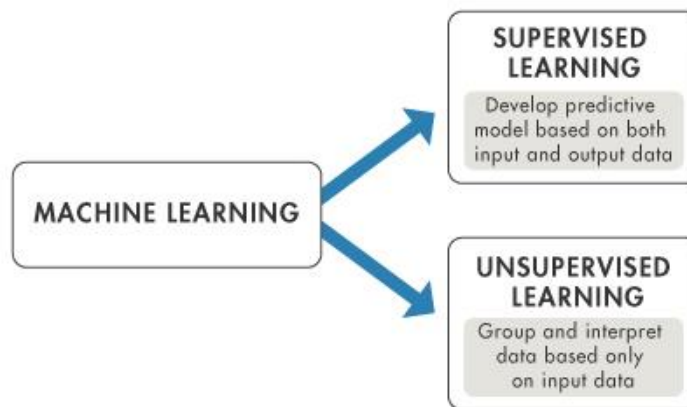 MACHINE LEARNING
SUPERVISED
LEARNING
Develop predictive
model based on both
input and output data
UNSUPERVISED
LEARNING
Group and interpret
data based only
on input data